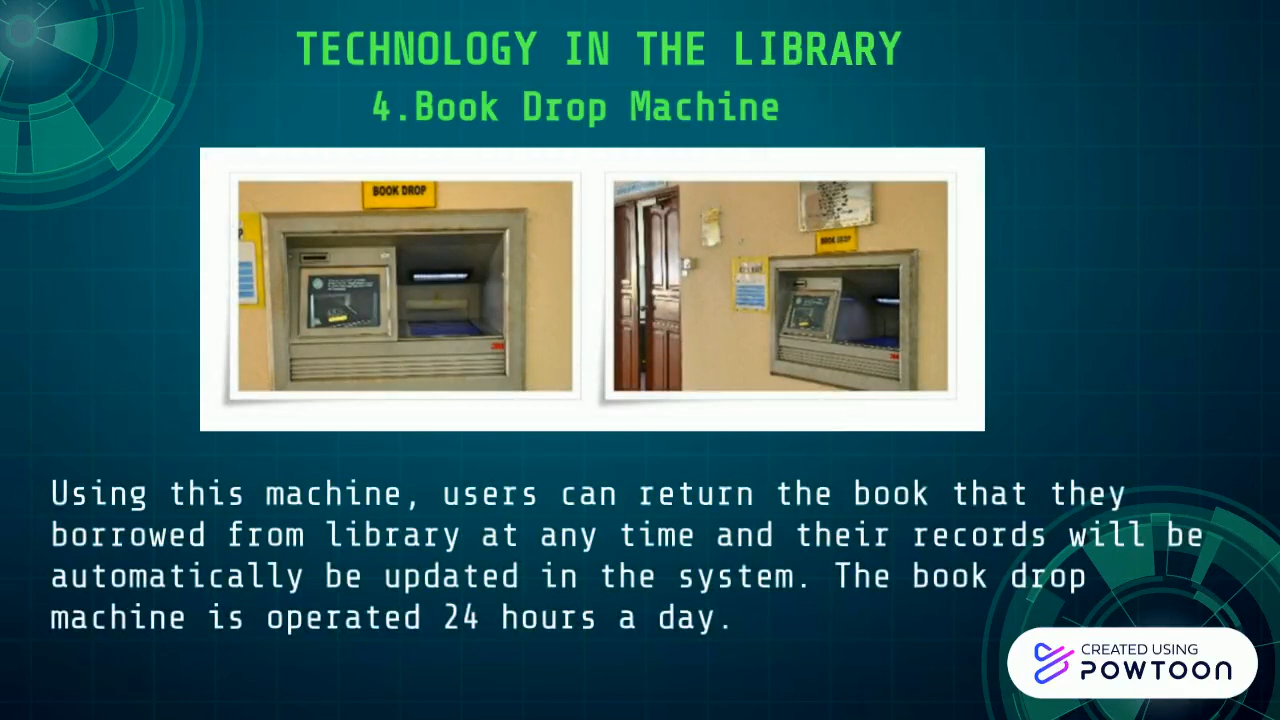 TECHNOLOGY IN THE LIBRARY
4.Book Drop Machine
BOOK DROP
BOOK DROP
3M
Using this machine, users can return the book that they
borrowed from library at any time and their records will be
automatically be updated in the system. The book drop
machine is operated 24 hours a day.
CREATED USING
POWTOON